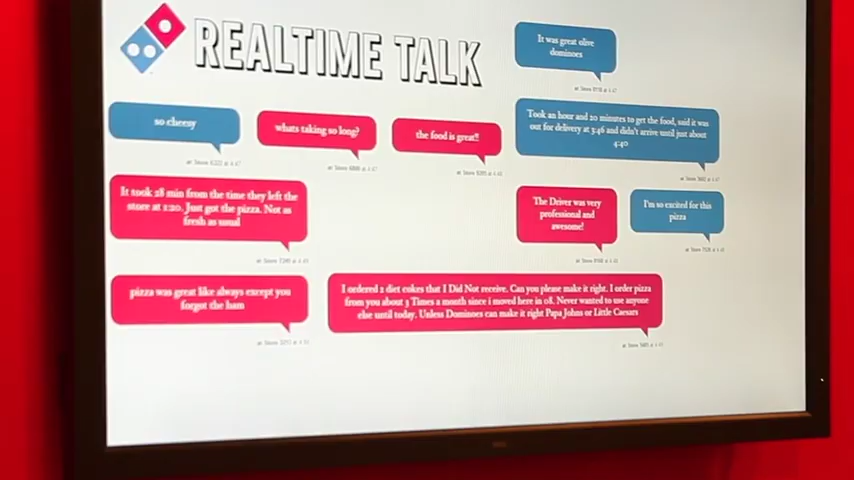 REALTIME TALK
It was great olive
dominoes
so cheesy
whats taking so long?
the food is great!!
Took an hour and 20 minutes to get the food, said it was
out for delivery at 3:46 and didn't arrive until just about
4:40
It took 28 min from the time they left the
store at 1:20. Just got the pizza. Not as
fresh as usual
The Driver was very
professional and
awesome!
I'm so excited for this
pizza
pizza was great like always except you
forgot the ham
I ordered 2 diet cokes that I Did Not receive. Can you please make it right. I order pizza
from you about 3 Times a month since i moved here in 08. Never wanted to use anyone
else until today. Unless Dominoes can make it right Papa Johns or Little Caesars